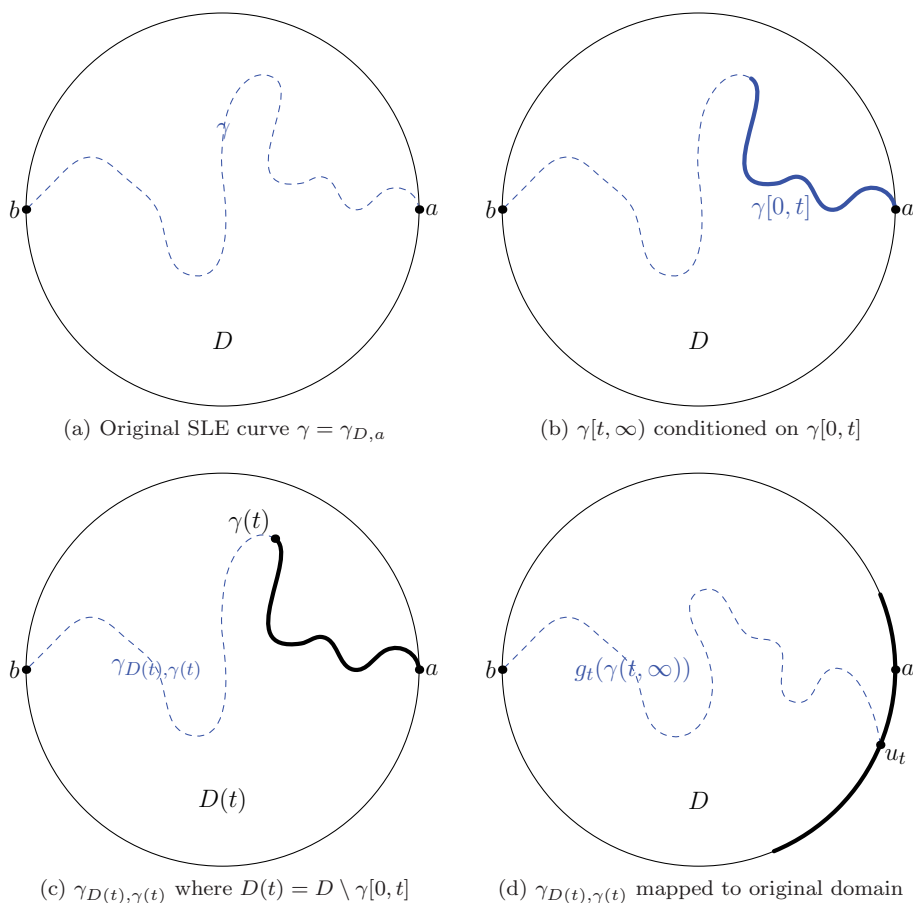 γ
b
a
D
(a) Original SLE curve γ = γ_{D,a}
b
a
γ[0, t]
D
(b) γ[t, ∞) conditioned on γ[0, t]
γ(t)
b
a
γ_{D(t),γ(t)}
D(t)
(c) γ_{D(t),γ(t)} where D(t) = D \ γ[0, t]
b
a
g_t(γ(t, ∞))
u_t
D
(d) γ_{D(t),γ(t)} mapped to original domain